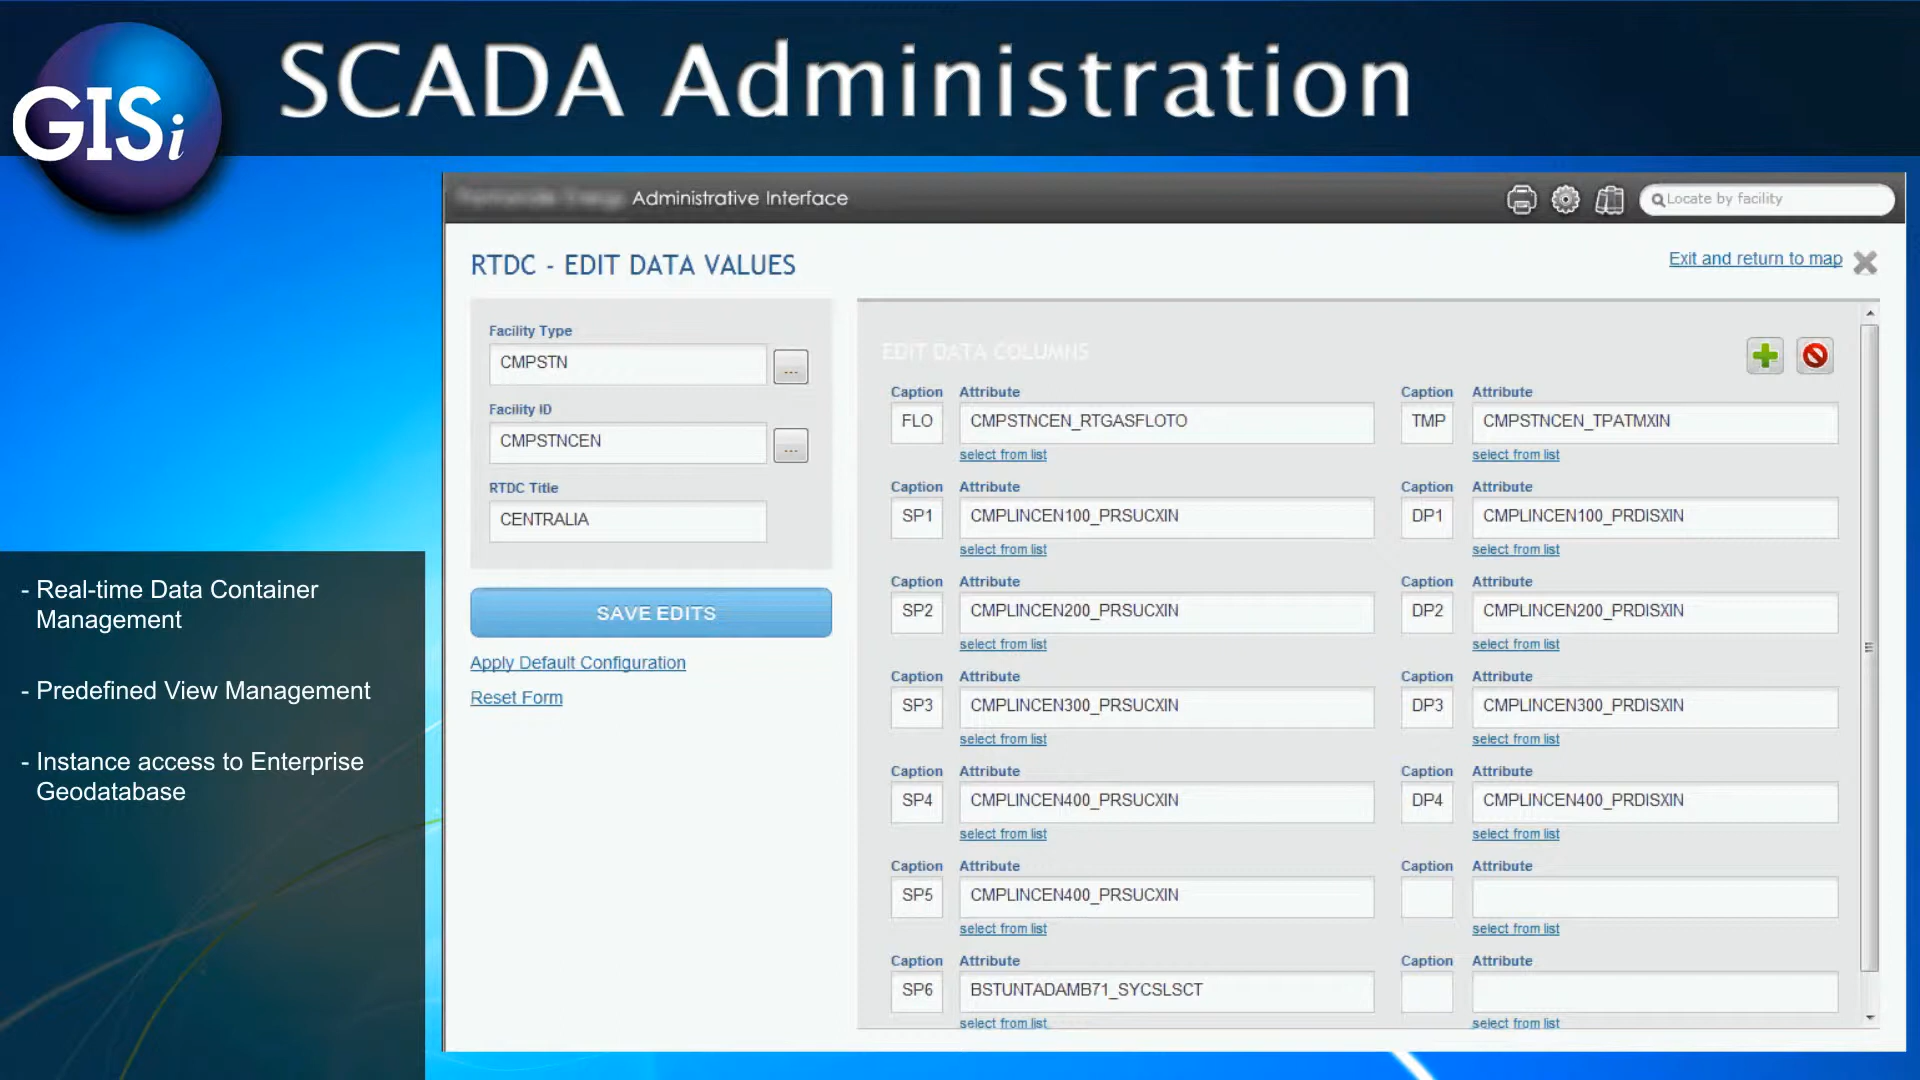 GISi
SCADA Administration
Administrative Interface
Locate by facility
RTDC - EDIT DATA VALUES
Exit and return to map
Facility Type
CMPSTN
...
Facility ID
CMPSTNCEN
...
RTDC Title
CENTRALIA
SAVE EDITS
Apply Default Configuration
Reset Form
EDIT DATA COLUMNS
Caption Attribute Caption Attribute
FLO CMPSTNCEN_RTGASFLOTO TMP CMPSTNCEN_TPATMXIN
select from list select from list
Caption Attribute Caption Attribute
SP1 CMPLINCEN100_PRSUCXIN DP1 CMPLINCEN100_PRDISXIN
select from list select from list
Caption Attribute Caption Attribute
SP2 CMPLINCEN200_PRSUCXIN DP2 CMPLINCEN200_PRDISXIN
select from list select from list
Caption Attribute Caption Attribute
SP3 CMPLINCEN300_PRSUCXIN DP3 CMPLINCEN300_PRDISXIN
select from list select from list
Caption Attribute Caption Attribute
SP4 CMPLINCEN400_PRSUCXIN DP4 CMPLINCEN400_PRDISXIN
select from list select from list
Caption Attribute Caption Attribute
SP5 CMPLINCEN400_PRSUCXIN
select from list select from list
Caption Attribute Caption Attribute
SP6 BSTUNTADAMB71_SYCSLSCT
select from list select from list
- Real-time Data Container
Management
- Predefined View Management
- Instance access to Enterprise
Geodatabase